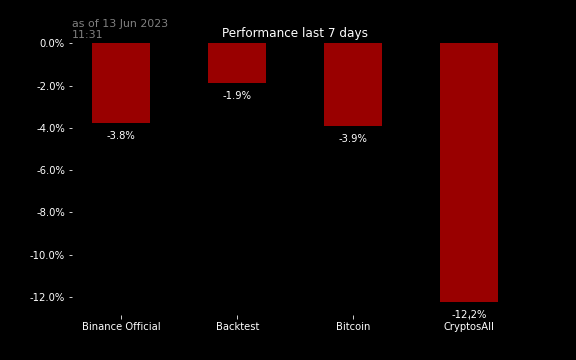 as of 13 Jun 2023
11:31
Performance last 7 days
0.0%
-2.0%
-4.0%
-6.0%
-8.0%
-10.0%
-12.0%
-3.8%
-1.9%
-3.9%
-12,2%
Binance Official
Backtest
Bitcoin
CryptosAll